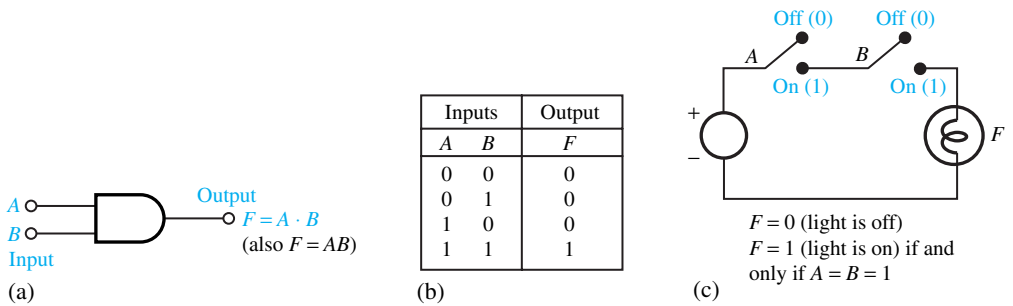 A
B
Input
Output
F = A · B
(also F = AB)
(a)
Inputs Output
A B F
0 0 0
0 1 0
1 0 0
1 1 1
(b)
Off (0) Off (0)
A B
On (1) On (1)
+
−
F
F = 0 (light is off)
F = 1 (light is on) if and
only if A = B = 1
(c)